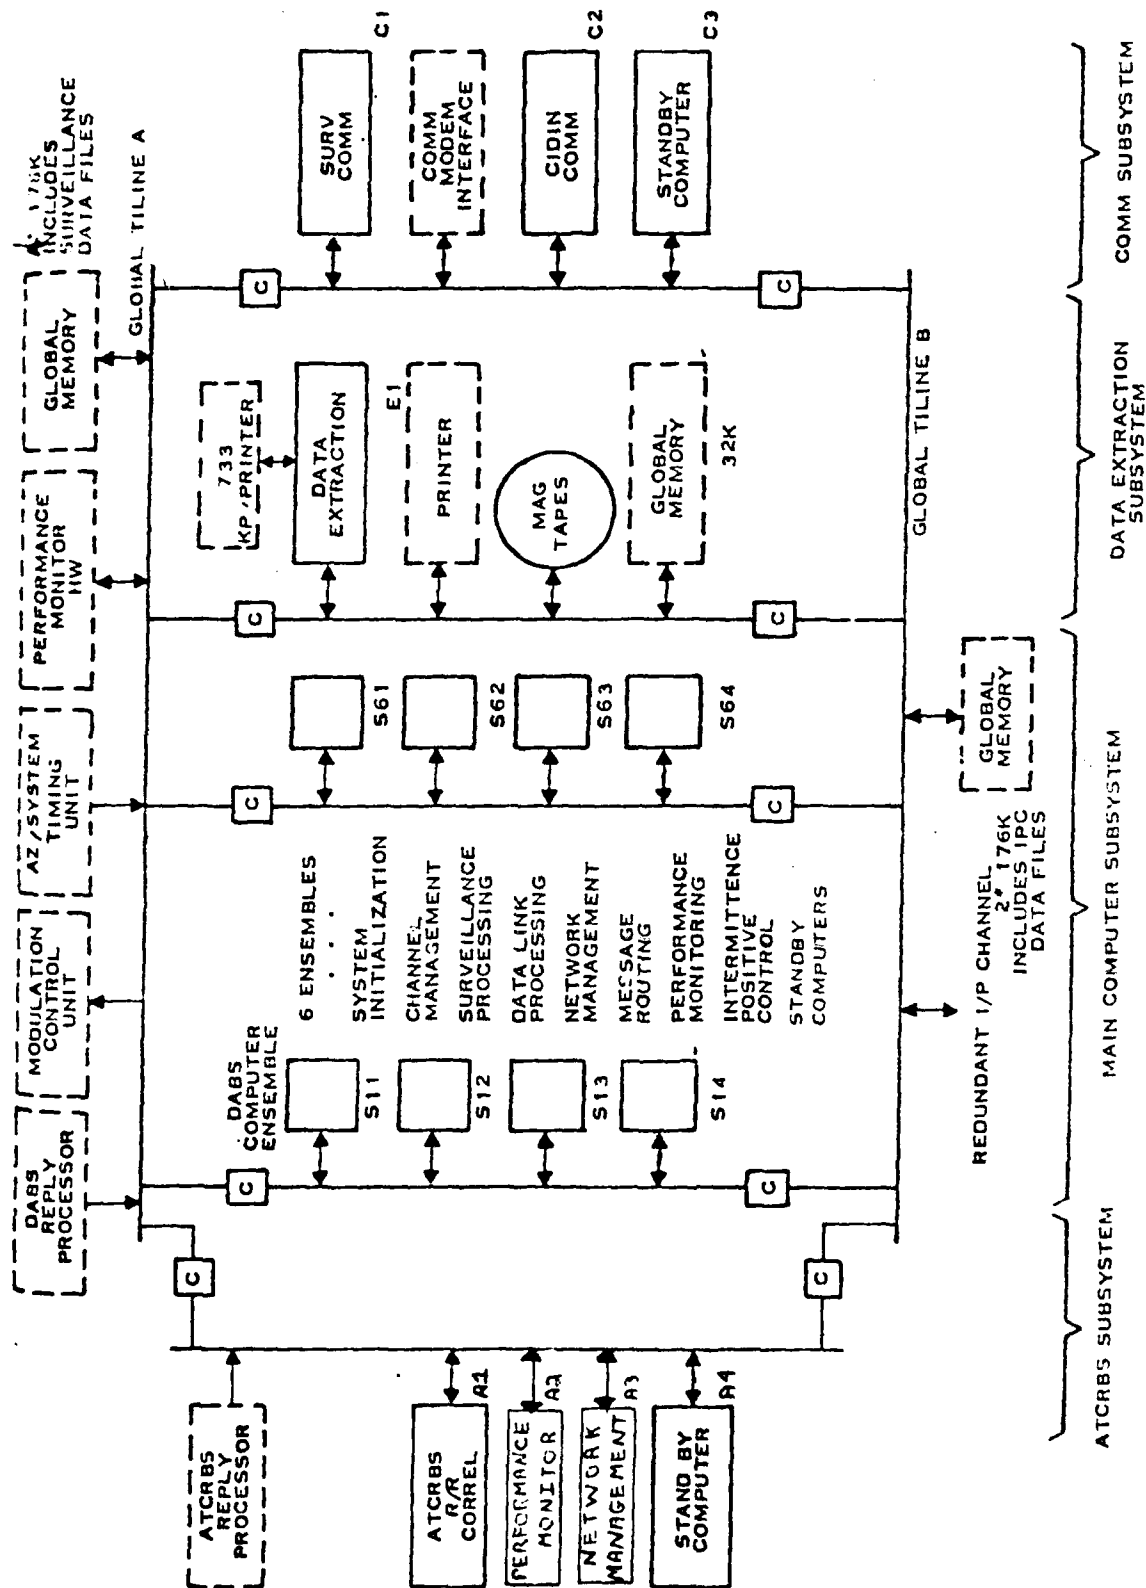 DABS
REPLY
PROCESSOR
MODULATION
CONTROL
UNIT
AZ/SYSTEM
TIMING
UNIT
PERFORMANCE
MONITOR
HW
GLOBAL
MEMORY
176K
INCLUDES
SURVEILLANCE
DATA FILES
GLOBAL TILINE A
ATCRBS
REPLY
PROCESSOR
ATCRBS
R/R
CORREL
A1
PERFORMANCE
MONITOR
A2
NETWORK
MANAGEMENT
A3
STAND BY
COMPUTER
A4
C
C
C
C
DABS
COMPUTER
ENSEMBLE
S11
S12
S13
S14
6 ENSEMBLES
. . . .
SYSTEM
INITIALIZATION
CHANNEL
MANAGEMENT
SURVEILLANCE
PROCESSING
DATA LINK
PROCESSING
NETWORK
MANAGEMENT
MESSAGE
ROUTING
PERFORMANCE
MONITORING
INTERMITTENCE
POSITIVE
CONTROL
STANDBY
COMPUTERS
C
C
S61
S62
S63
S64
C
C
733
KP/PRINTER
DATA
EXTRACTION
E1
PRINTER
MAG
TAPES
GLOBAL
MEMORY
32K
C
C
SURV
COMM
C1
COMM
MODEM
INTERFACE
CIDIN
COMM
C2
STANDBY
COMPUTER
C3
GLOBAL TILINE B
REDUNDANT I/P CHANNEL
GLOBAL
MEMORY
2* 176K
INCLUDES IPC
DATA FILES
ATCRBS SUBSYSTEM
MAIN COMPUTER SUBSYSTEM
DATA EXTRACTION
SUBSYSTEM
COMM SUBSYSTEM